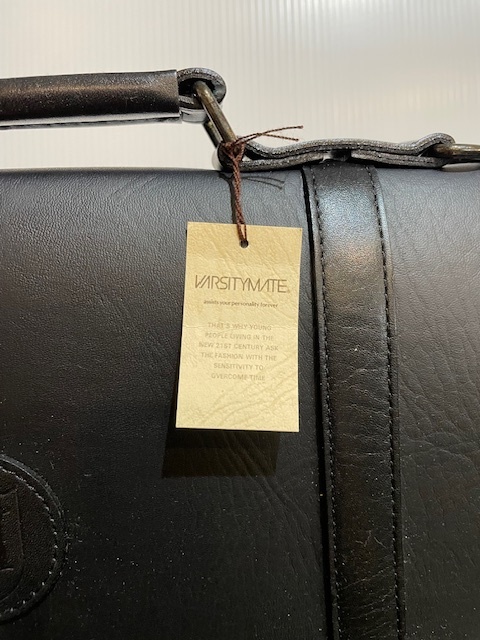 VARSITYMATE®
assists your personality forever
THAT'S WHY YOUNG
PEOPLE LIVING IN THE
NEW 21ST CENTURY ASK
THE FASHION WITH THE
SENSITIVITY TO
OVERCOME TIME